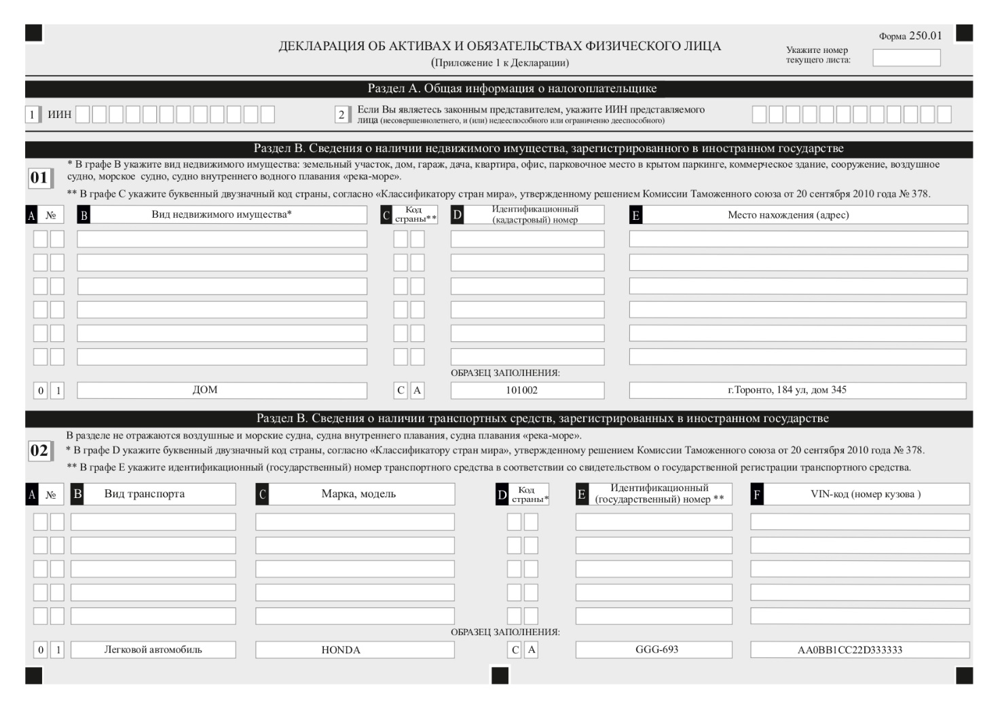 Форма 250.01
ДЕКЛАРАЦИЯ ОБ АКТИВАХ И ОБЯЗАТЕЛЬСТВАХ ФИЗИЧЕСКОГО ЛИЦА
(Приложение 1 к Декларации)
Укажите номер
текущего листа:
Раздел А. Общая информация о налогоплательщике
1 ИИН
2 Если Вы являетесь законным представителем, укажите ИИН представляемого
лица (несовершеннолетнего, и (или) недееспособного или ограниченно дееспособного)
Раздел В. Сведения о наличии недвижимого имущества, зарегистрированного в иностранном государстве
01
* В графе В укажите вид недвижимого имущества: земельный участок, дом, гараж, дача, квартира, офис, парковочное место в крытом паркинге, коммерческое здание, сооружение, воздушное
судно, морское судно, судно внутреннего водного плавания «река-море».
** В графе С укажите буквенный двузначный код страны, согласно «Классификатору стран мира», утвержденному решением Комиссии Таможенного союза от 20 сентября 2010 года № 378.
A № B Вид недвижимого имущества* C Код страны** D Идентификационный (кадастровый) номер E Место нахождения (адрес)
ОБРАЗЕЦ ЗАПОЛНЕНИЯ:
0 1 ДОМ C A 101002 г.Торонто, 184 ул, дом 345
Раздел В. Сведения о наличии транспортных средств, зарегистрированных в иностранном государстве
02
В разделе не отражаются воздушные и морские судна, судна внутреннего плавания, судна плавания «река-море».
* В графе D укажите буквенный двузначный код страны, согласно «Классификатору стран мира», утвержденному решением Комиссии Таможенного союза от 20 сентября 2010 года № 378.
** В графе Е укажите идентификационный (государственный) номер транспортного средства в соответствии со свидетельством о государственной регистрации транспортного средства.
A № B Вид транспорта C Марка, модель D Код страны* E Идентификационный (государственный) номер ** F VIN-код (номер кузова )
ОБРАЗЕЦ ЗАПОЛНЕНИЯ:
0 1 Легковой автомобиль HONDA C A GGG-693 AA0BB1CC22D333333